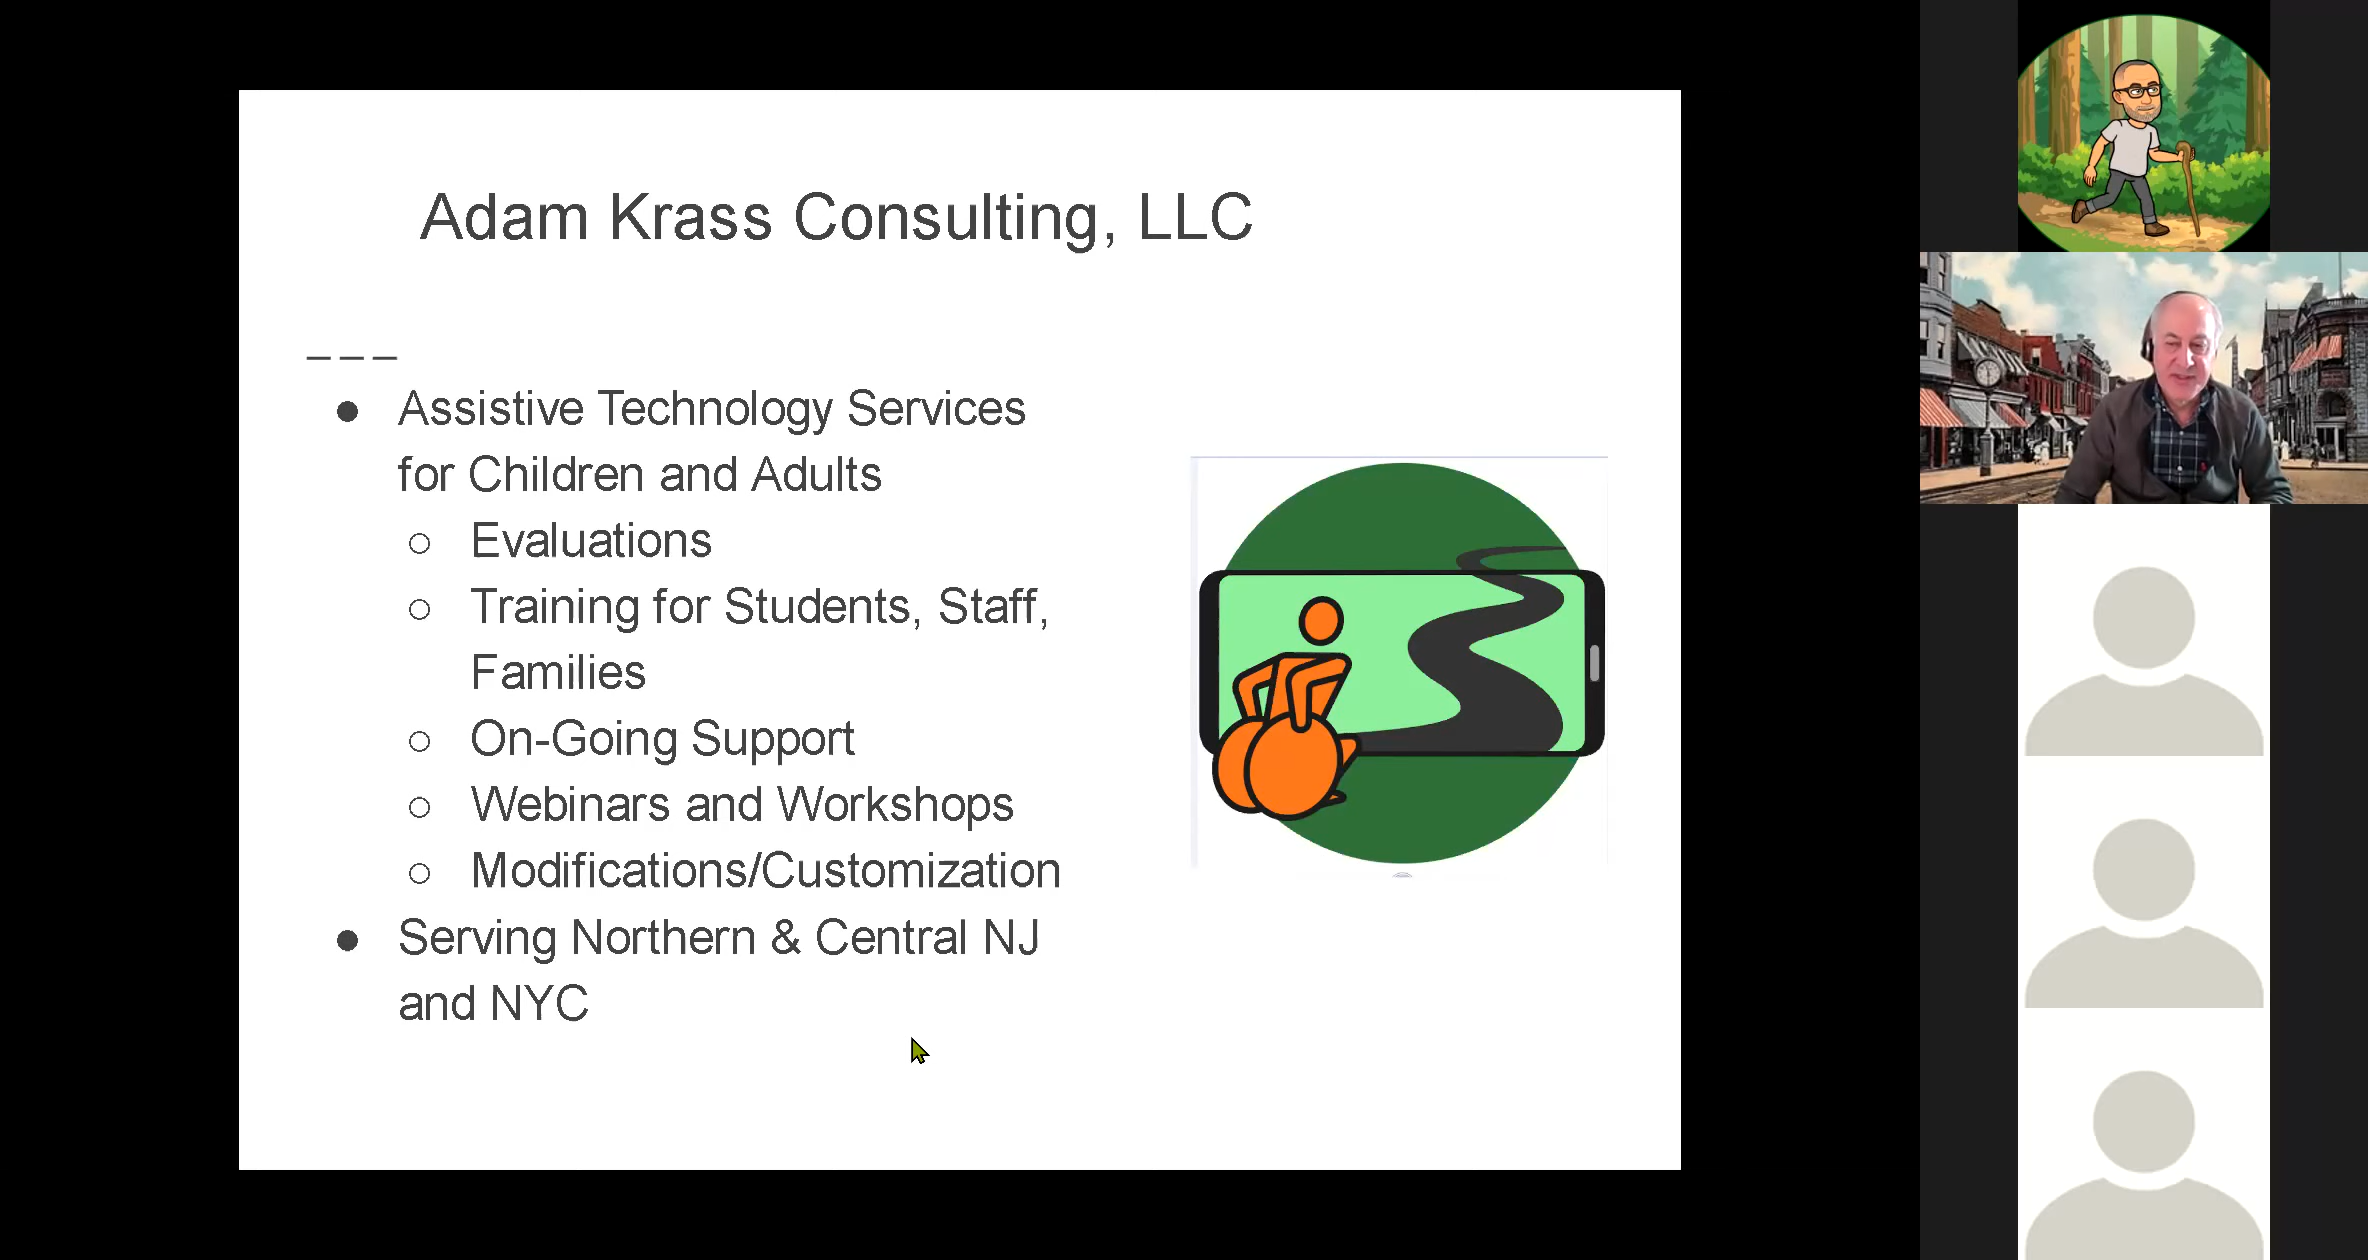 Adam Krass Consulting, LLC
● Assistive Technology Services
for Children and Adults
○ Evaluations
○ Training for Students, Staff,
Families
○ On-Going Support
○ Webinars and Workshops
○ Modifications/Customization
● Serving Northern & Central NJ
and NYC